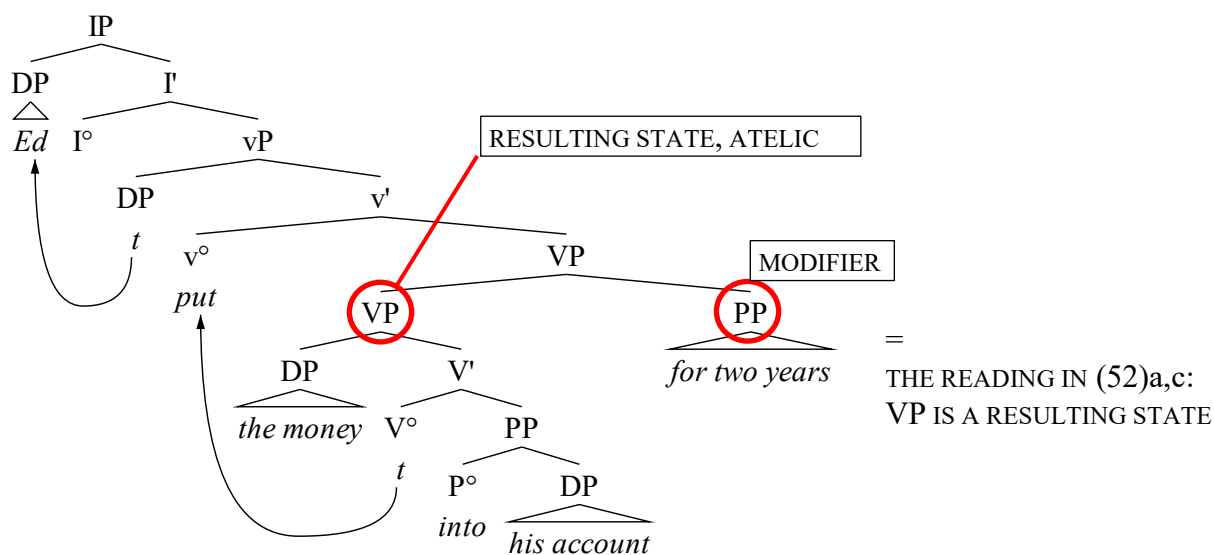 IP
DP I'
Ed I° vP
RESULTING STATE, ATELIC
DP v'
t v° VP
MODIFIER
put VP PP
=
DP V' for two years
THE READING IN (52)a,c:
the money V° PP
VP IS A RESULTING STATE
t P° DP
into his account